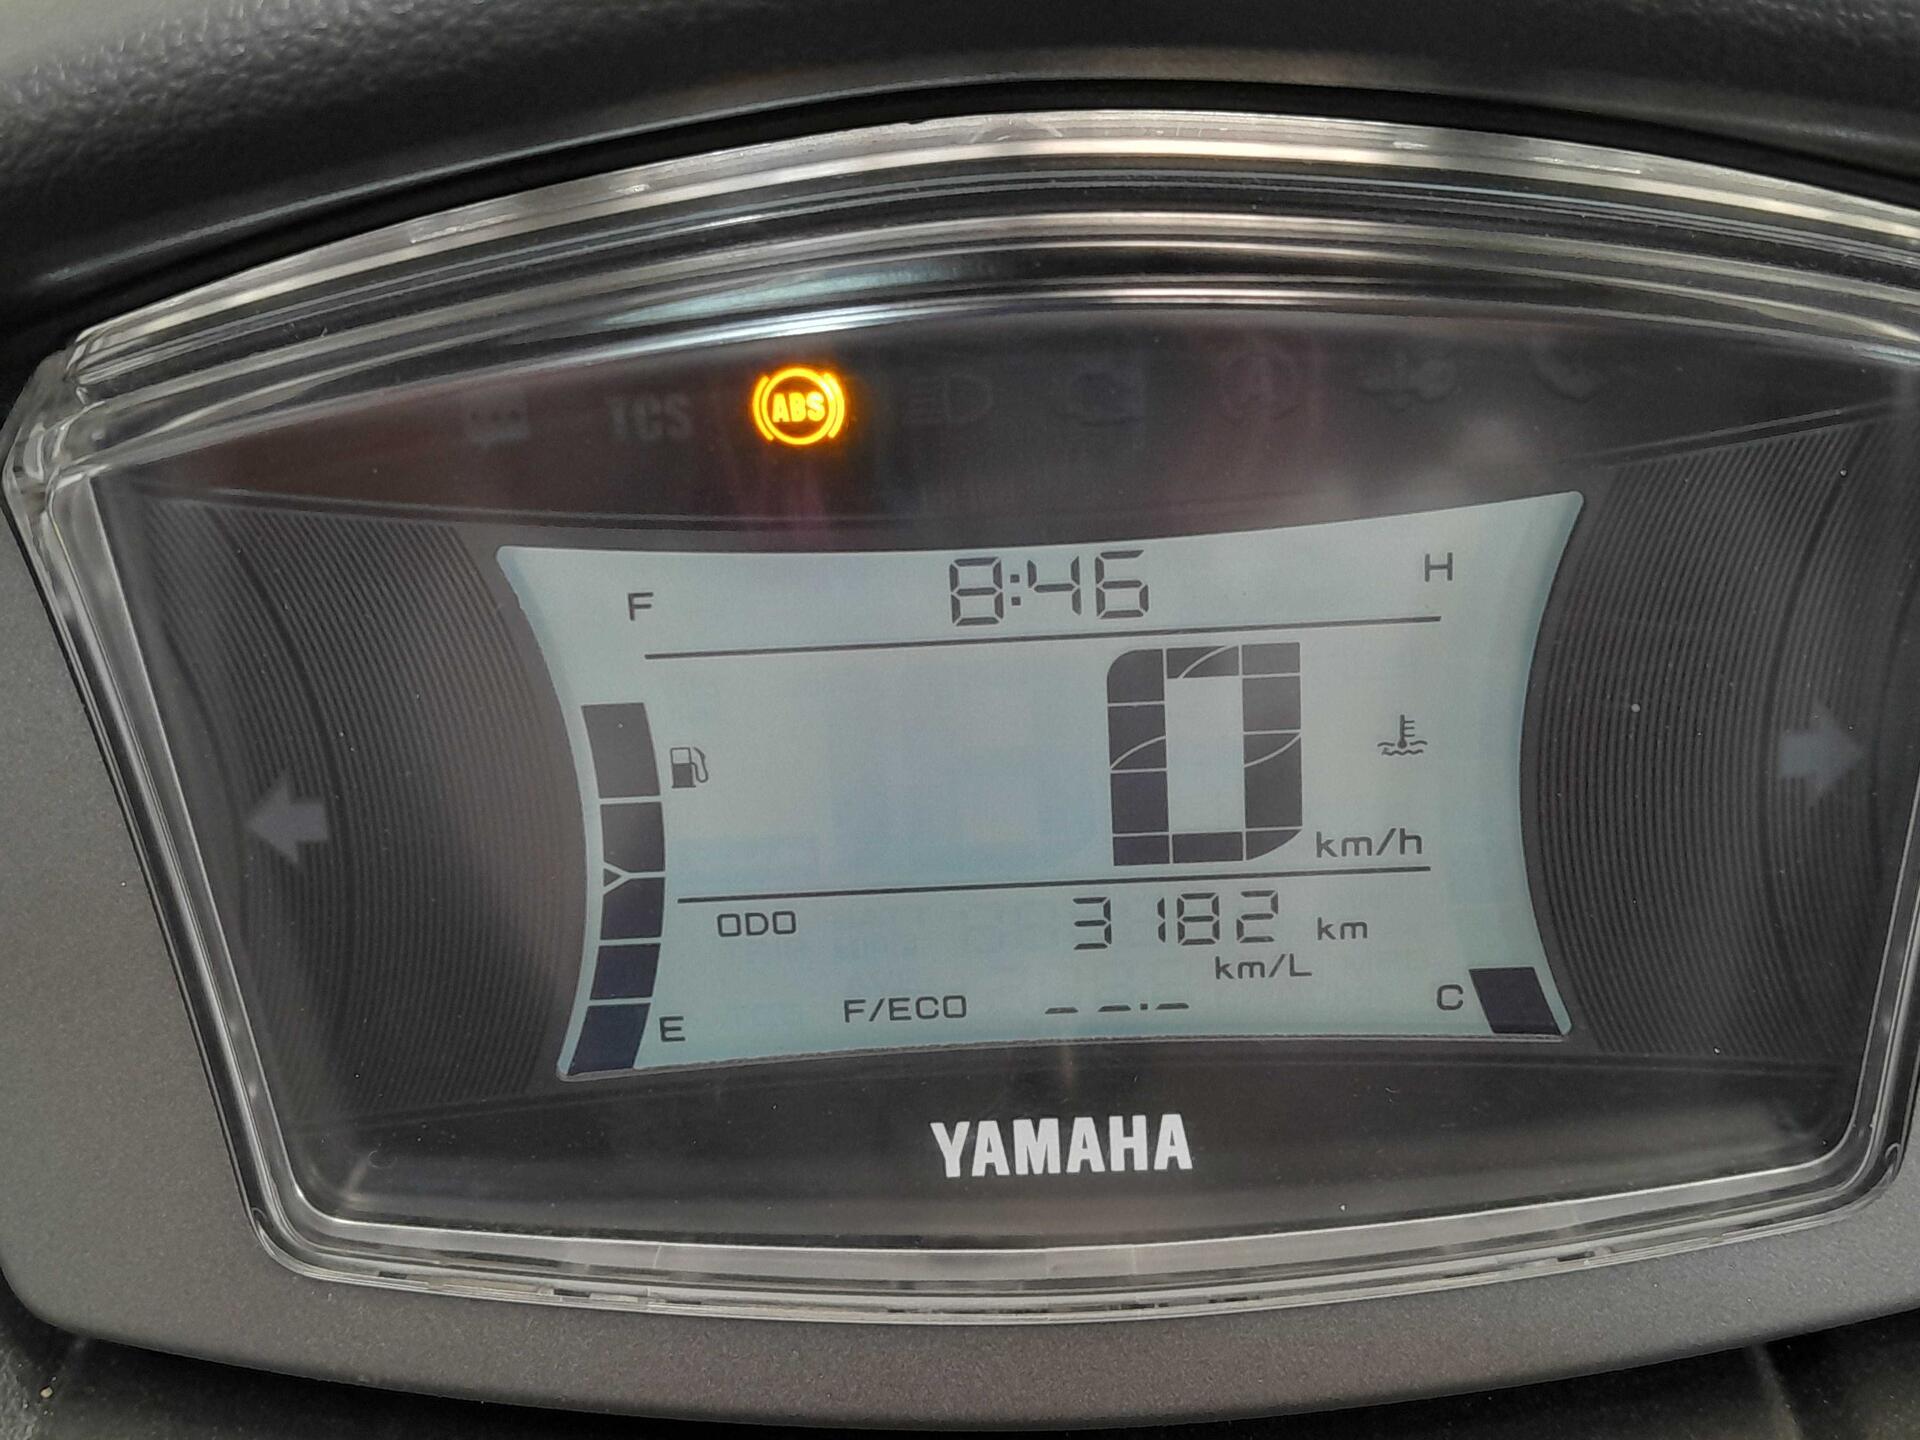 TCS
ABS
F
8:46
H
0
km/h
ODO
3182 km
km/L
F/ECO
--.-
C
E
YAMAHA